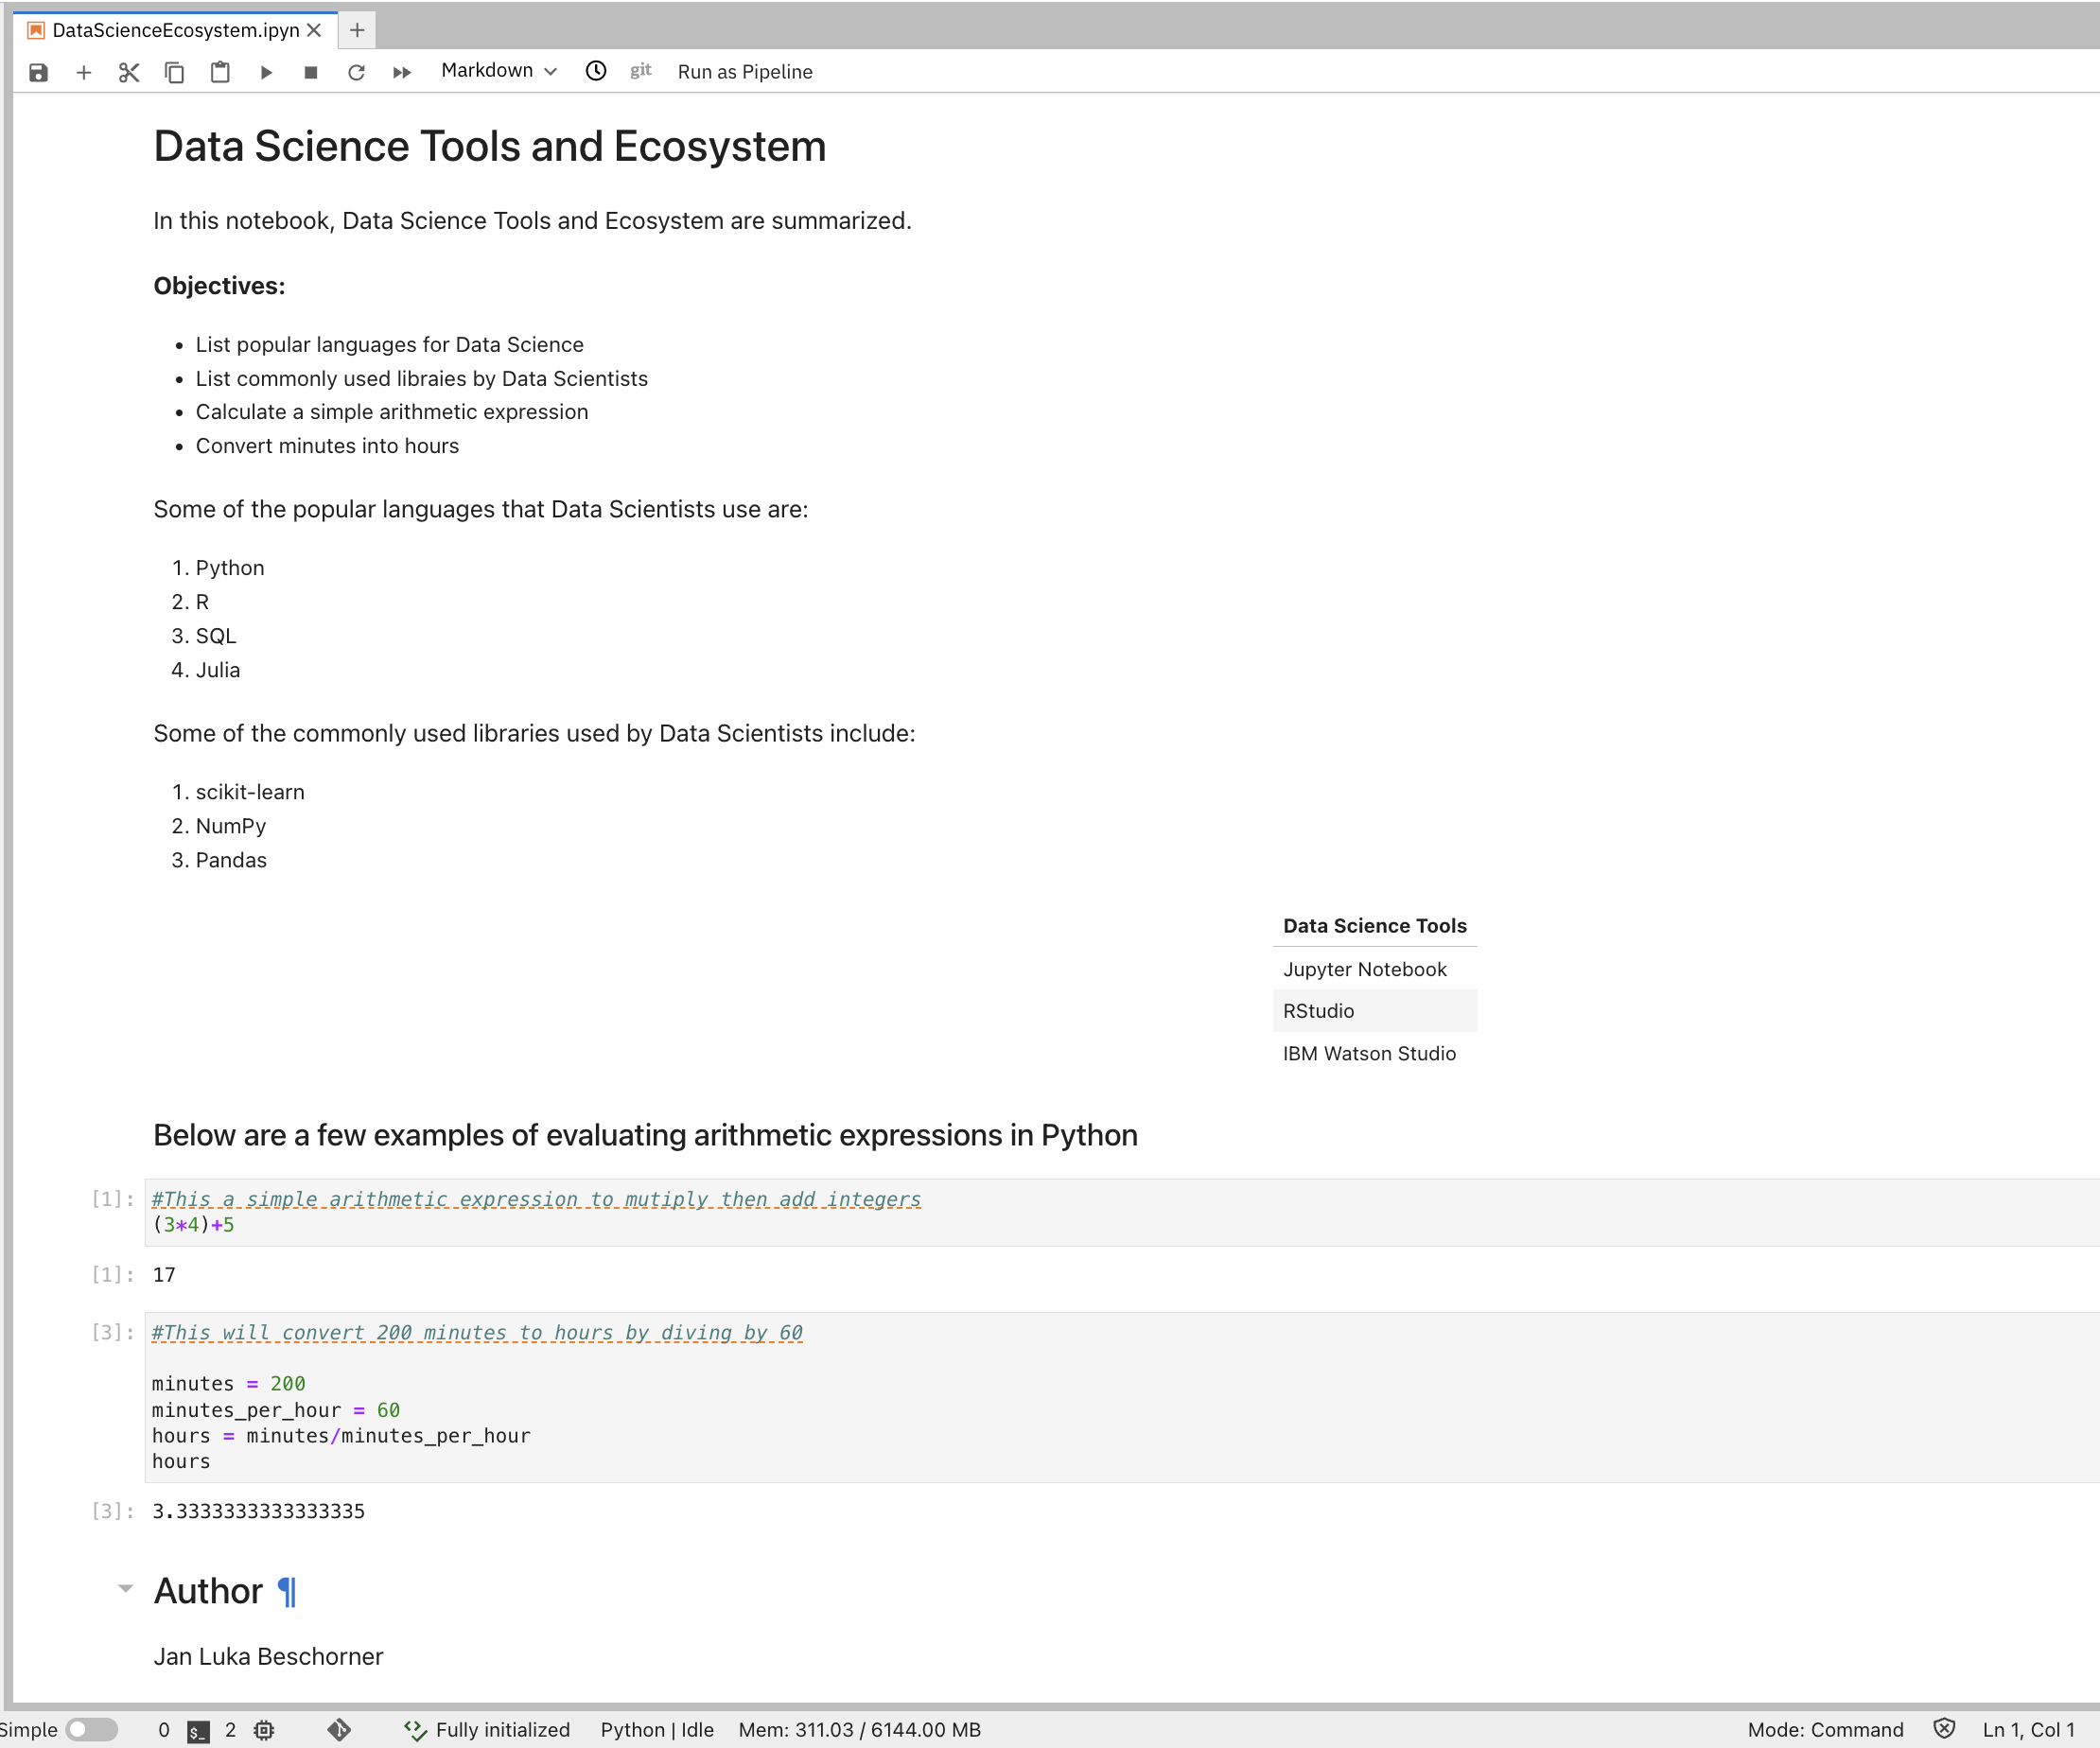 DataScienceEcosystem.ipyn
Markdown git Run as Pipeline
Data Science Tools and Ecosystem
In this notebook, Data Science Tools and Ecosystem are summarized.
Objectives:
• List popular languages for Data Science
• List commonly used libraies by Data Scientists
• Calculate a simple arithmetic expression
• Convert minutes into hours
Some of the popular languages that Data Scientists use are:
1. Python
2. R
3. SQL
4. Julia
Some of the commonly used libraries used by Data Scientists include:
1. scikit-learn
2. NumPy
3. Pandas
Data Science Tools
Jupyter Notebook
RStudio
IBM Watson Studio
Below are a few examples of evaluating arithmetic expressions in Python
[1]: #This a simple arithmetic expression to mutiply then add integers
(3*4)+5
[1]: 17
[3]: #This will convert 200 minutes to hours by diving by 60
minutes = 200
minutes_per_hour = 60
hours = minutes/minutes_per_hour
hours
[3]: 3.3333333333333335
Author ¶
Jan Luka Beschorner
Simple 0 $_ 2 Fully initialized Python | Idle Mem: 311.03 / 6144.00 MB Mode: Command Ln 1, Col 1